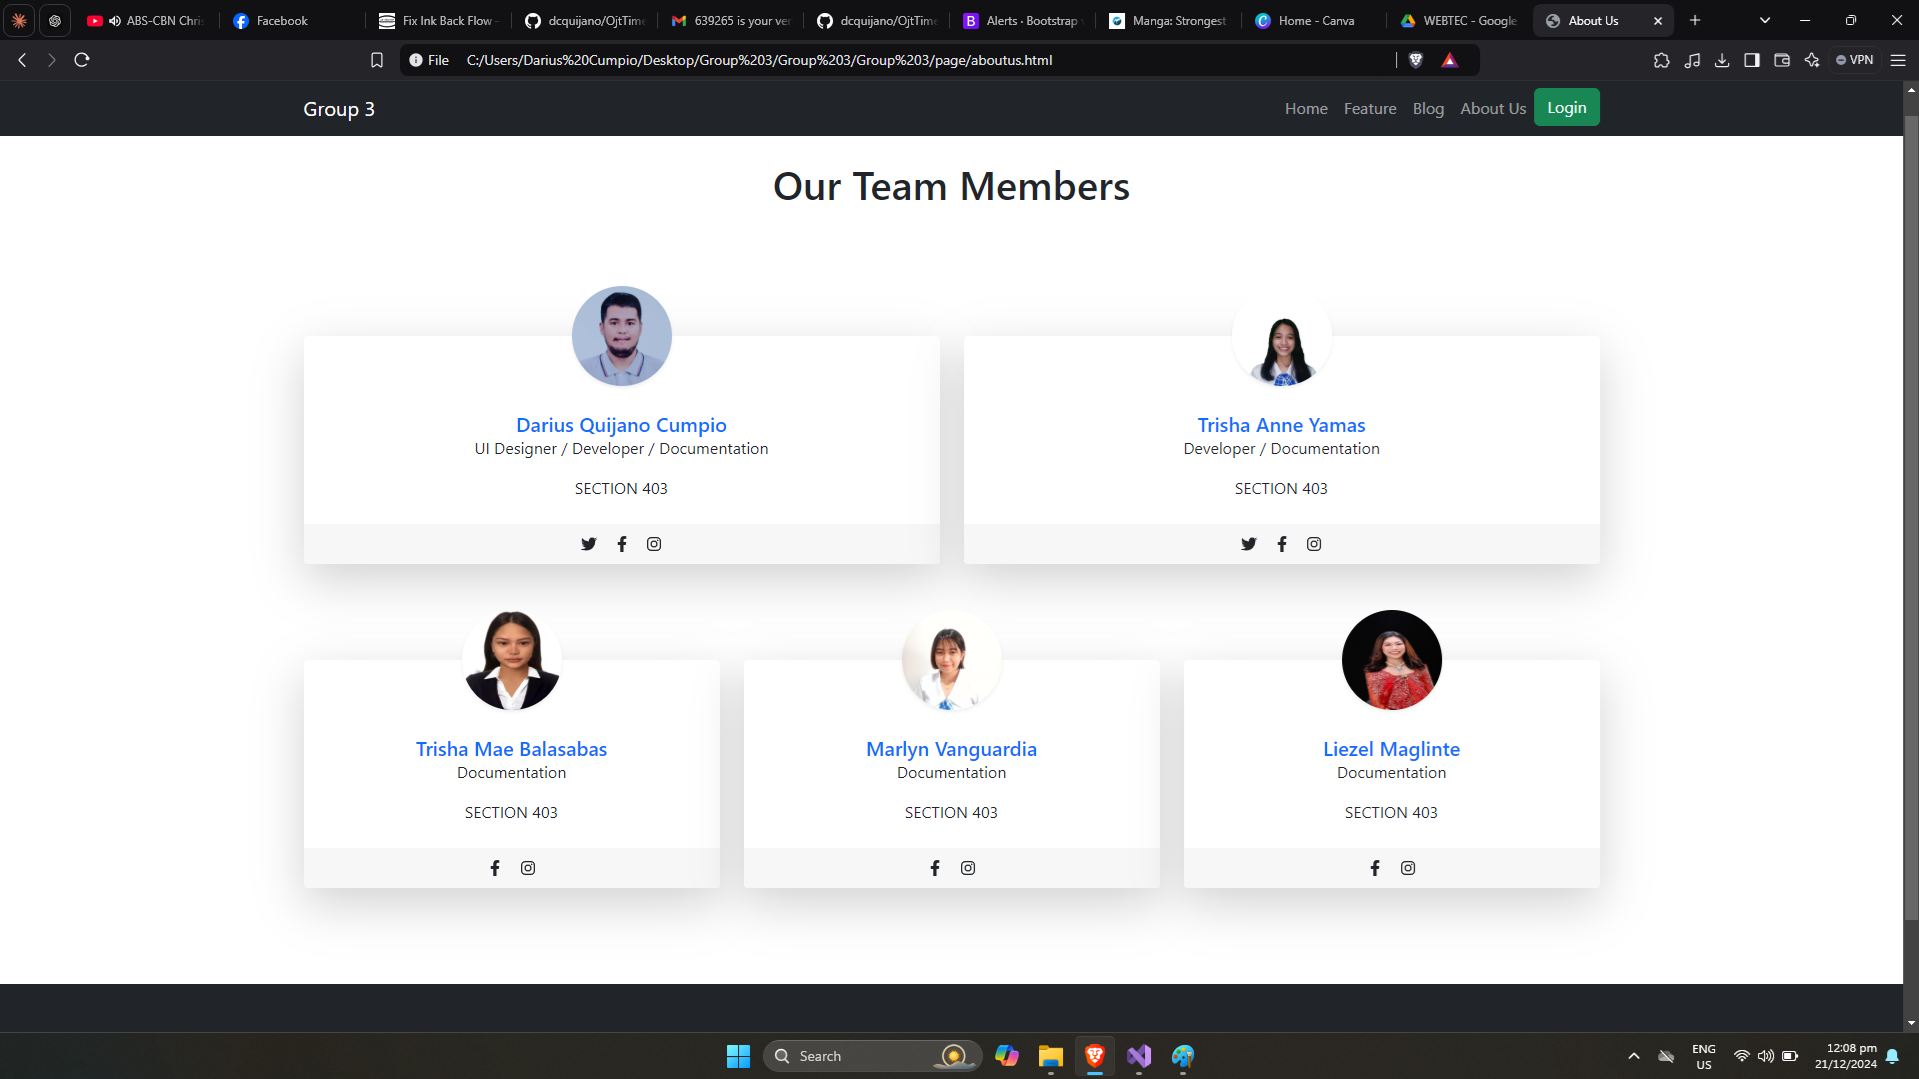 ABS-CBN Chris
Facebook
Fix Ink Back Flow -
dcquijano/OjtTime
639265 is your ver
dcquijano/OjtTime
B Alerts · Bootstrap v
Manga: Strongest
Home - Canva
WEBTEC - Google
About Us
File C:/Users/Darius%20Cumpio/Desktop/Group%203/Group%203/Group%203/page/aboutus.html
VPN
Group 3
Home Feature Blog About Us Login
Our Team Members
Darius Quijano Cumpio
UI Designer / Developer / Documentation
SECTION 403
Trisha Anne Yamas
Developer / Documentation
SECTION 403
Trisha Mae Balasabas
Documentation
SECTION 403
Marlyn Vanguardia
Documentation
SECTION 403
Liezel Maglinte
Documentation
SECTION 403
Search
ENG
US
12:08 pm
21/12/2024